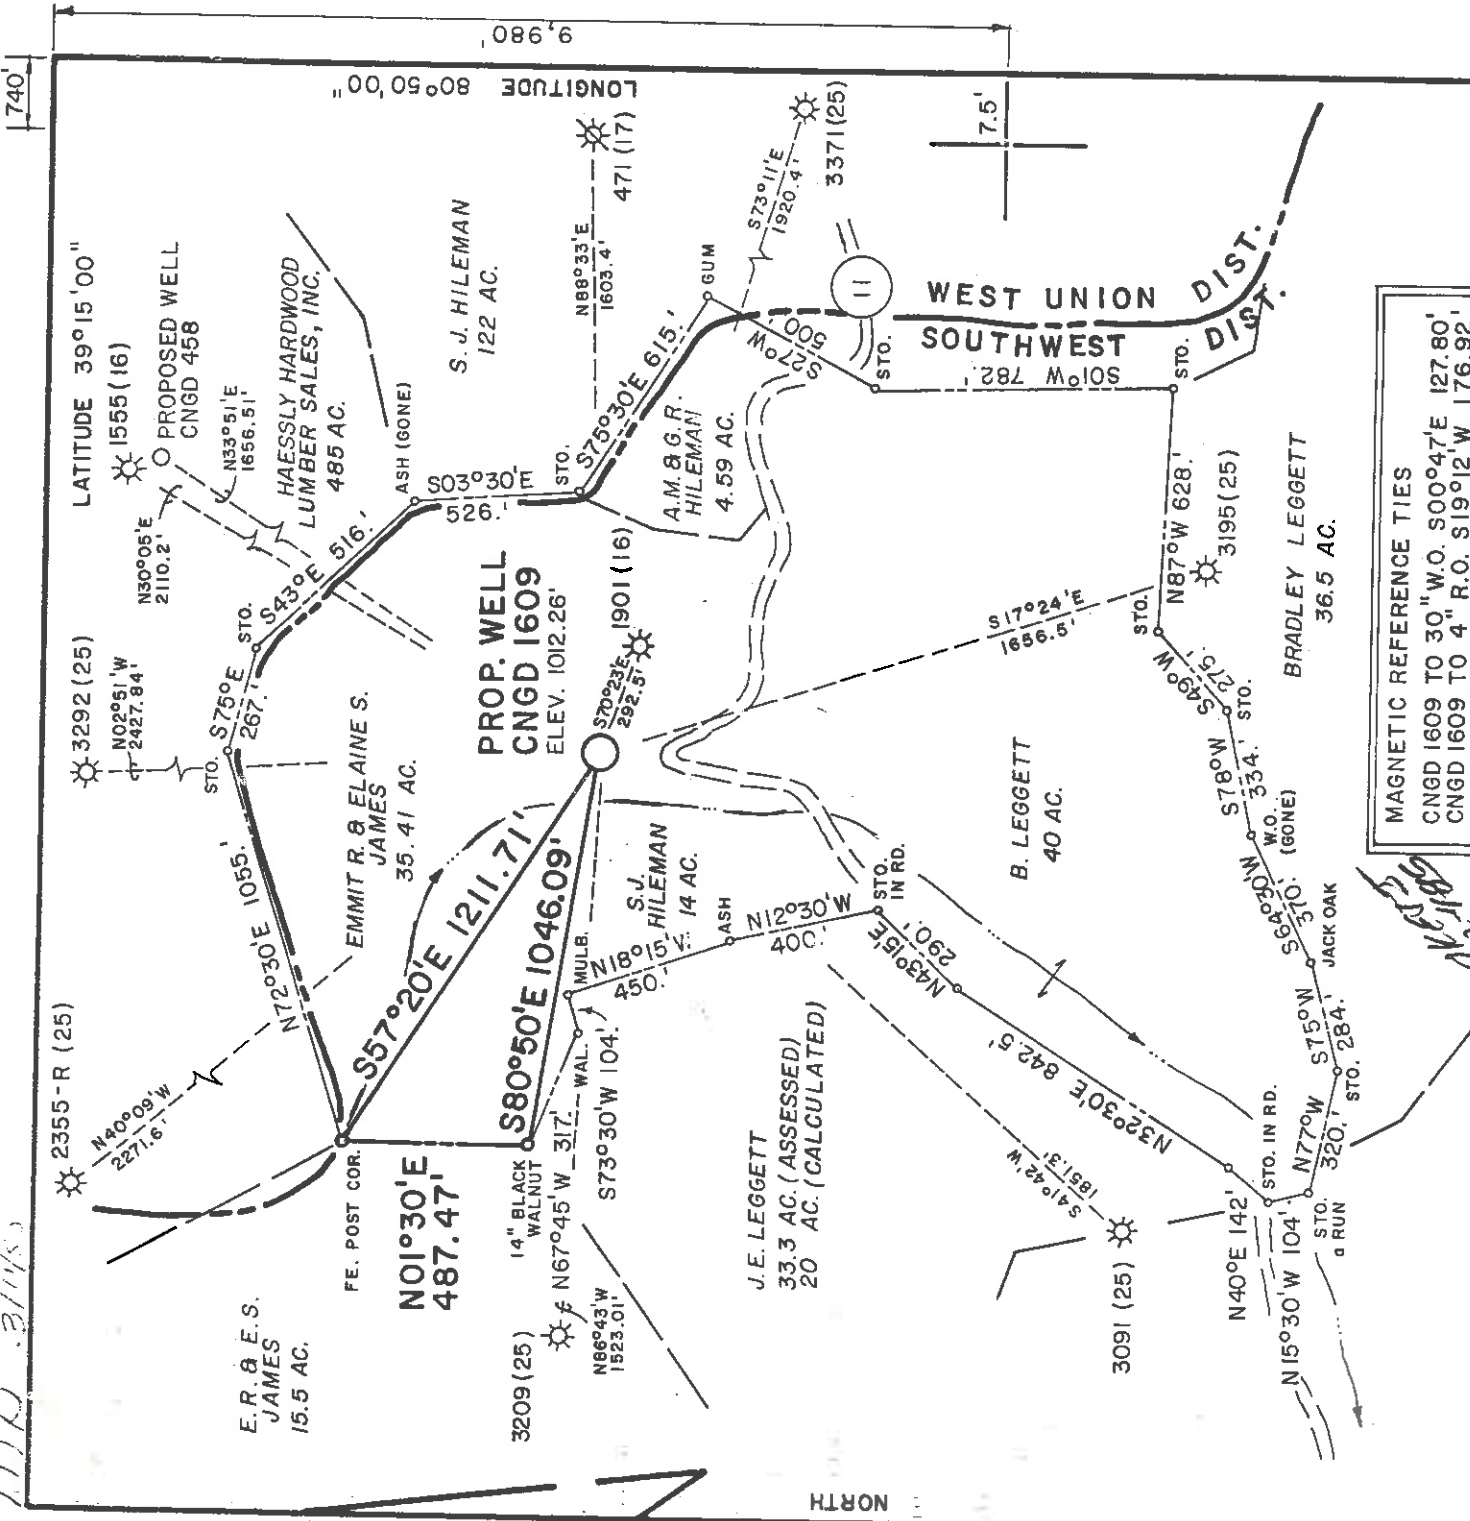 740'
9,980'
LONGITUDE 80°50'00"
LATITUDE 39°15'00"
1555 (16)
PROPOSED WELL
CNGD 458
N33°51'E
1656.51'
HAESSLY HARDWOOD
LUMBER SALES, INC.
485 AC.
N30°05'E
2110.2'
3292 (25)
N02°51'W
2427.84'
2355-R (25)
N40°09'W
2271.6'
S.J. HILEMAN
122 AC.
N88°33'E
1603.4'
471 (17)
S73°11'E
1920.4'
3371 (25)
7.5'
ASH (GONE)
S43°E 516.'
STO.
S75°E
267.'
STO.
N72°30'E 1055.'
S03°30'E
526.'
STO.
S75°30'E 615.'
GUM
S27°W
500'
STO.
11
WEST UNION DIST.
SOUTHWEST DIST.
S01°W 782.'
STO.
A.M. & G.R.
HILEMAN
4.59 AC.
EMMIT R. & ELAINE S.
JAMES
35.41 AC.
PROP. WELL
CNGD 1609
ELEV. 1012.26'
1901 (16)
S70°23'E
292.5'
S17°24'E
1656.5'
S57°20'E 1211.71'
S80°50'E 1046.09'
FE. POST COR.
N01°30'E
487.47'
14" BLACK
WALNUT
E.R. & E.S.
JAMES
15.5 AC.
3209 (25)
N86°43'W
1523.01'
N67°45'W 317.'
WAL.
S73°30'W 104.'
MULB.
N18°15'W
450.'
S.J.
HILEMAN
14 AC.
ASH
N12°30'W
400.'
STO.
IN RD.
N43°15'E
290.'
N32°30'E 842.5'
J.E. LEGGETT
33.3 AC. (ASSESSED)
20 AC. (CALCULATED)
S41°42'W
1851.3'
3091 (25)
N40°E 142'
STO. IN RD.
N15°30'W 104'
STO.
@ RUN
N77°W
320.'
STO.
S75°W
284.'
JACK OAK
S64°30'W
370.'
W.O.
(GONE)
S78°W
334.'
STO.
S49°W
275.'
STO.
N87°W 628.'
3195 (25)
B. LEGGETT
40 AC.
BRADLEY LEGGETT
36.5 AC.
MAGNETIC REFERENCE TIES
CNGD 1609 TO 30" W.O. S00°47'E 127.80'
CNGD 1609 TO 4" R.O. S19°12'W 176.92'
NORTH